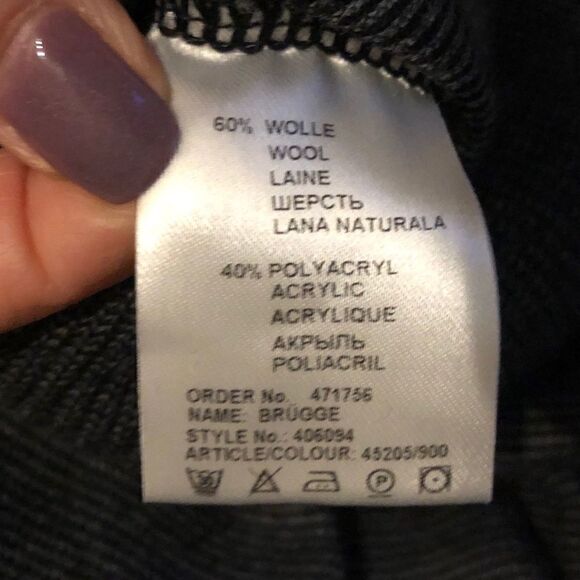 60% WOLLE
WOOL
LAINE
ШЕРСТЬ
LANA NATURALA
40% POLYACRYL
ACRYLIC
ACRYLIQUE
АКРЫЛЬ
POLIACRIL
ORDER No. 471756
NAME: BRÜGGE
STYLE No.: 406094
ARTICLE/COLOUR: 45205/900
30 P